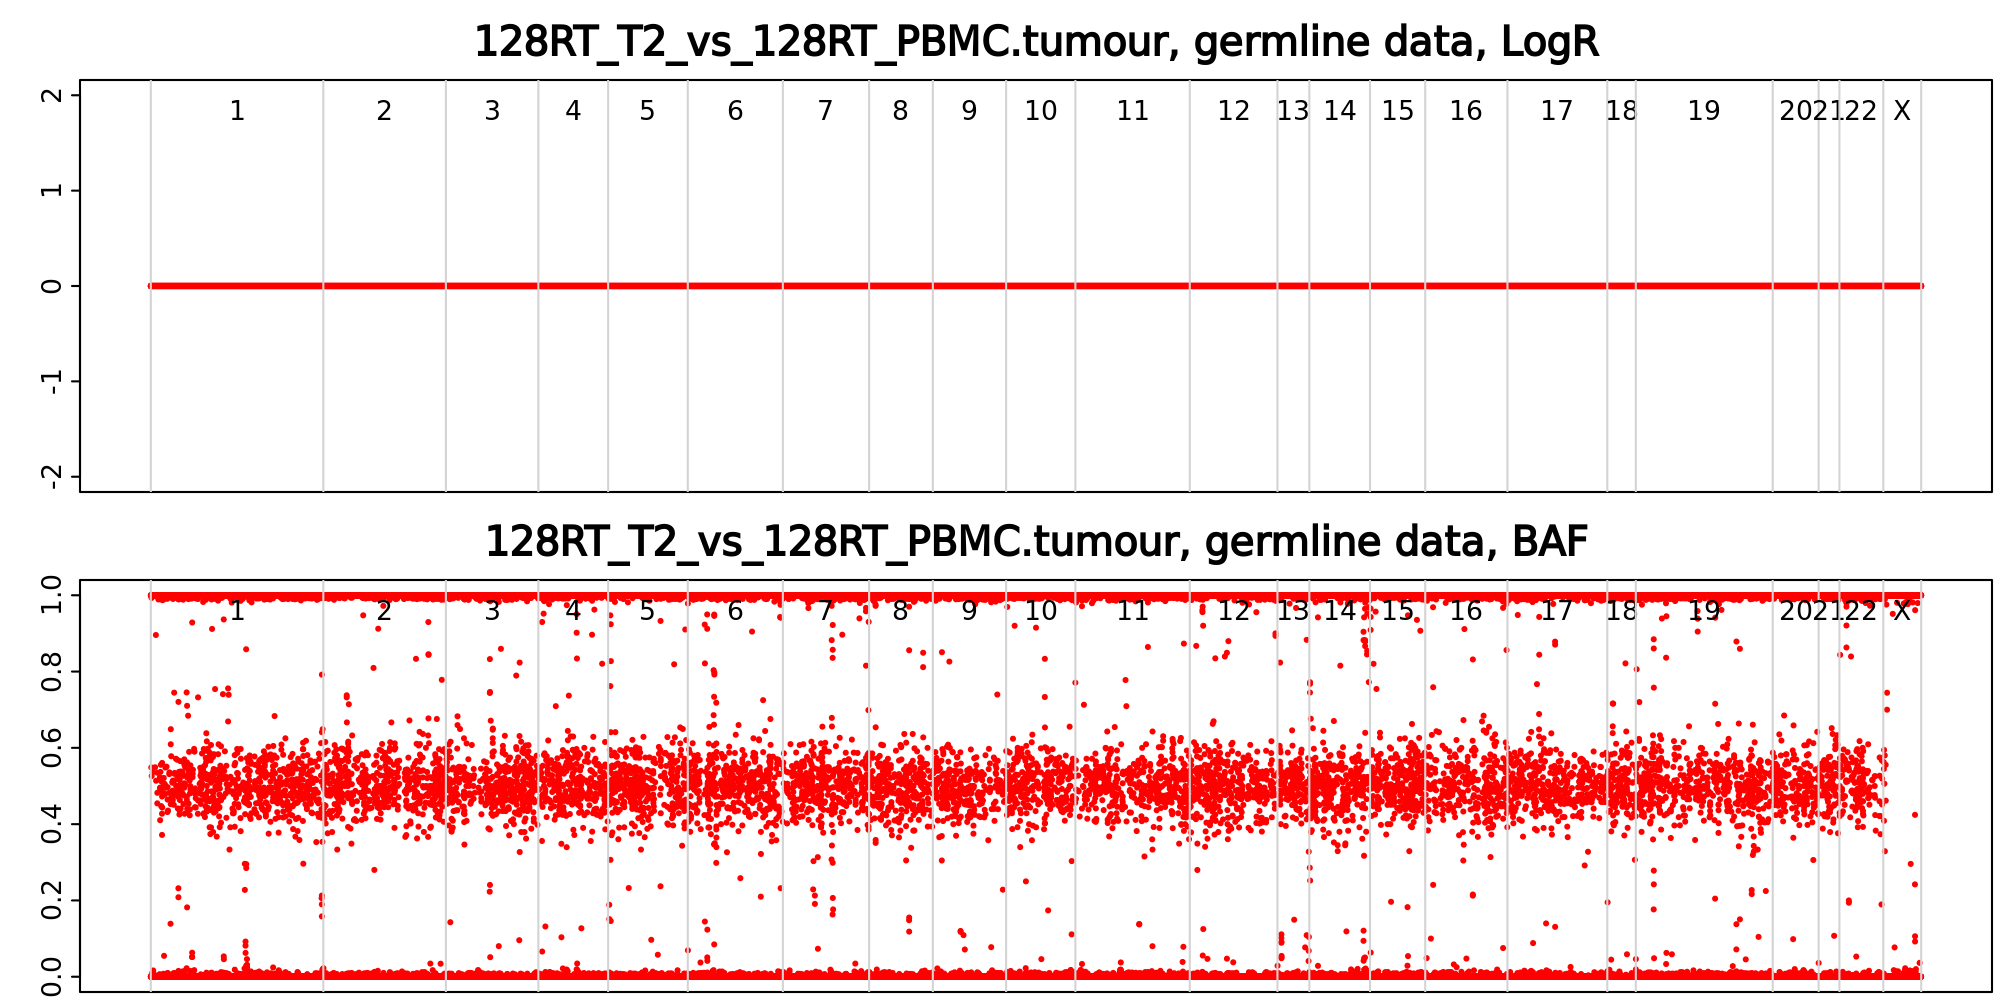 128RT_T2_vs_128RT_PBMC.tumour, germline data, LogR
2
1 2 3 4 5 6 7 8 9 10 11 12 13 14 15 16 17 18 19 20 21 22 X
1
0
-1
-2
128RT_T2_vs_128RT_PBMC.tumour, germline data, BAF
1.0
1 2 3 4 5 6 7 8 9 10 11 12 13 14 15 16 17 18 19 20 21 22 X
0.8
0.6
0.4
0.2
0.0